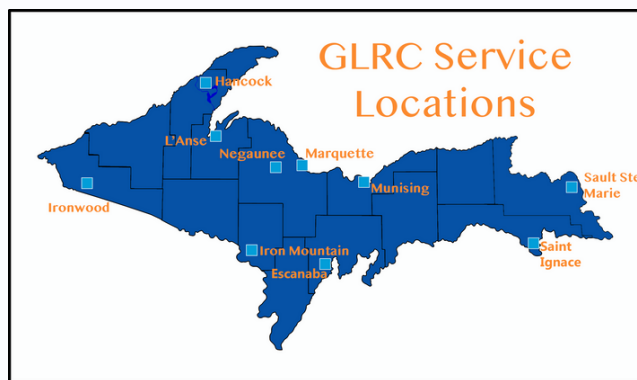 GLRC Service
Locations
Hancock
L'Anse
Negaunee
Marquette
Munising
Sault Ste
Marie
Ironwood
Iron Mountain
Escanaba
Saint
Ignace